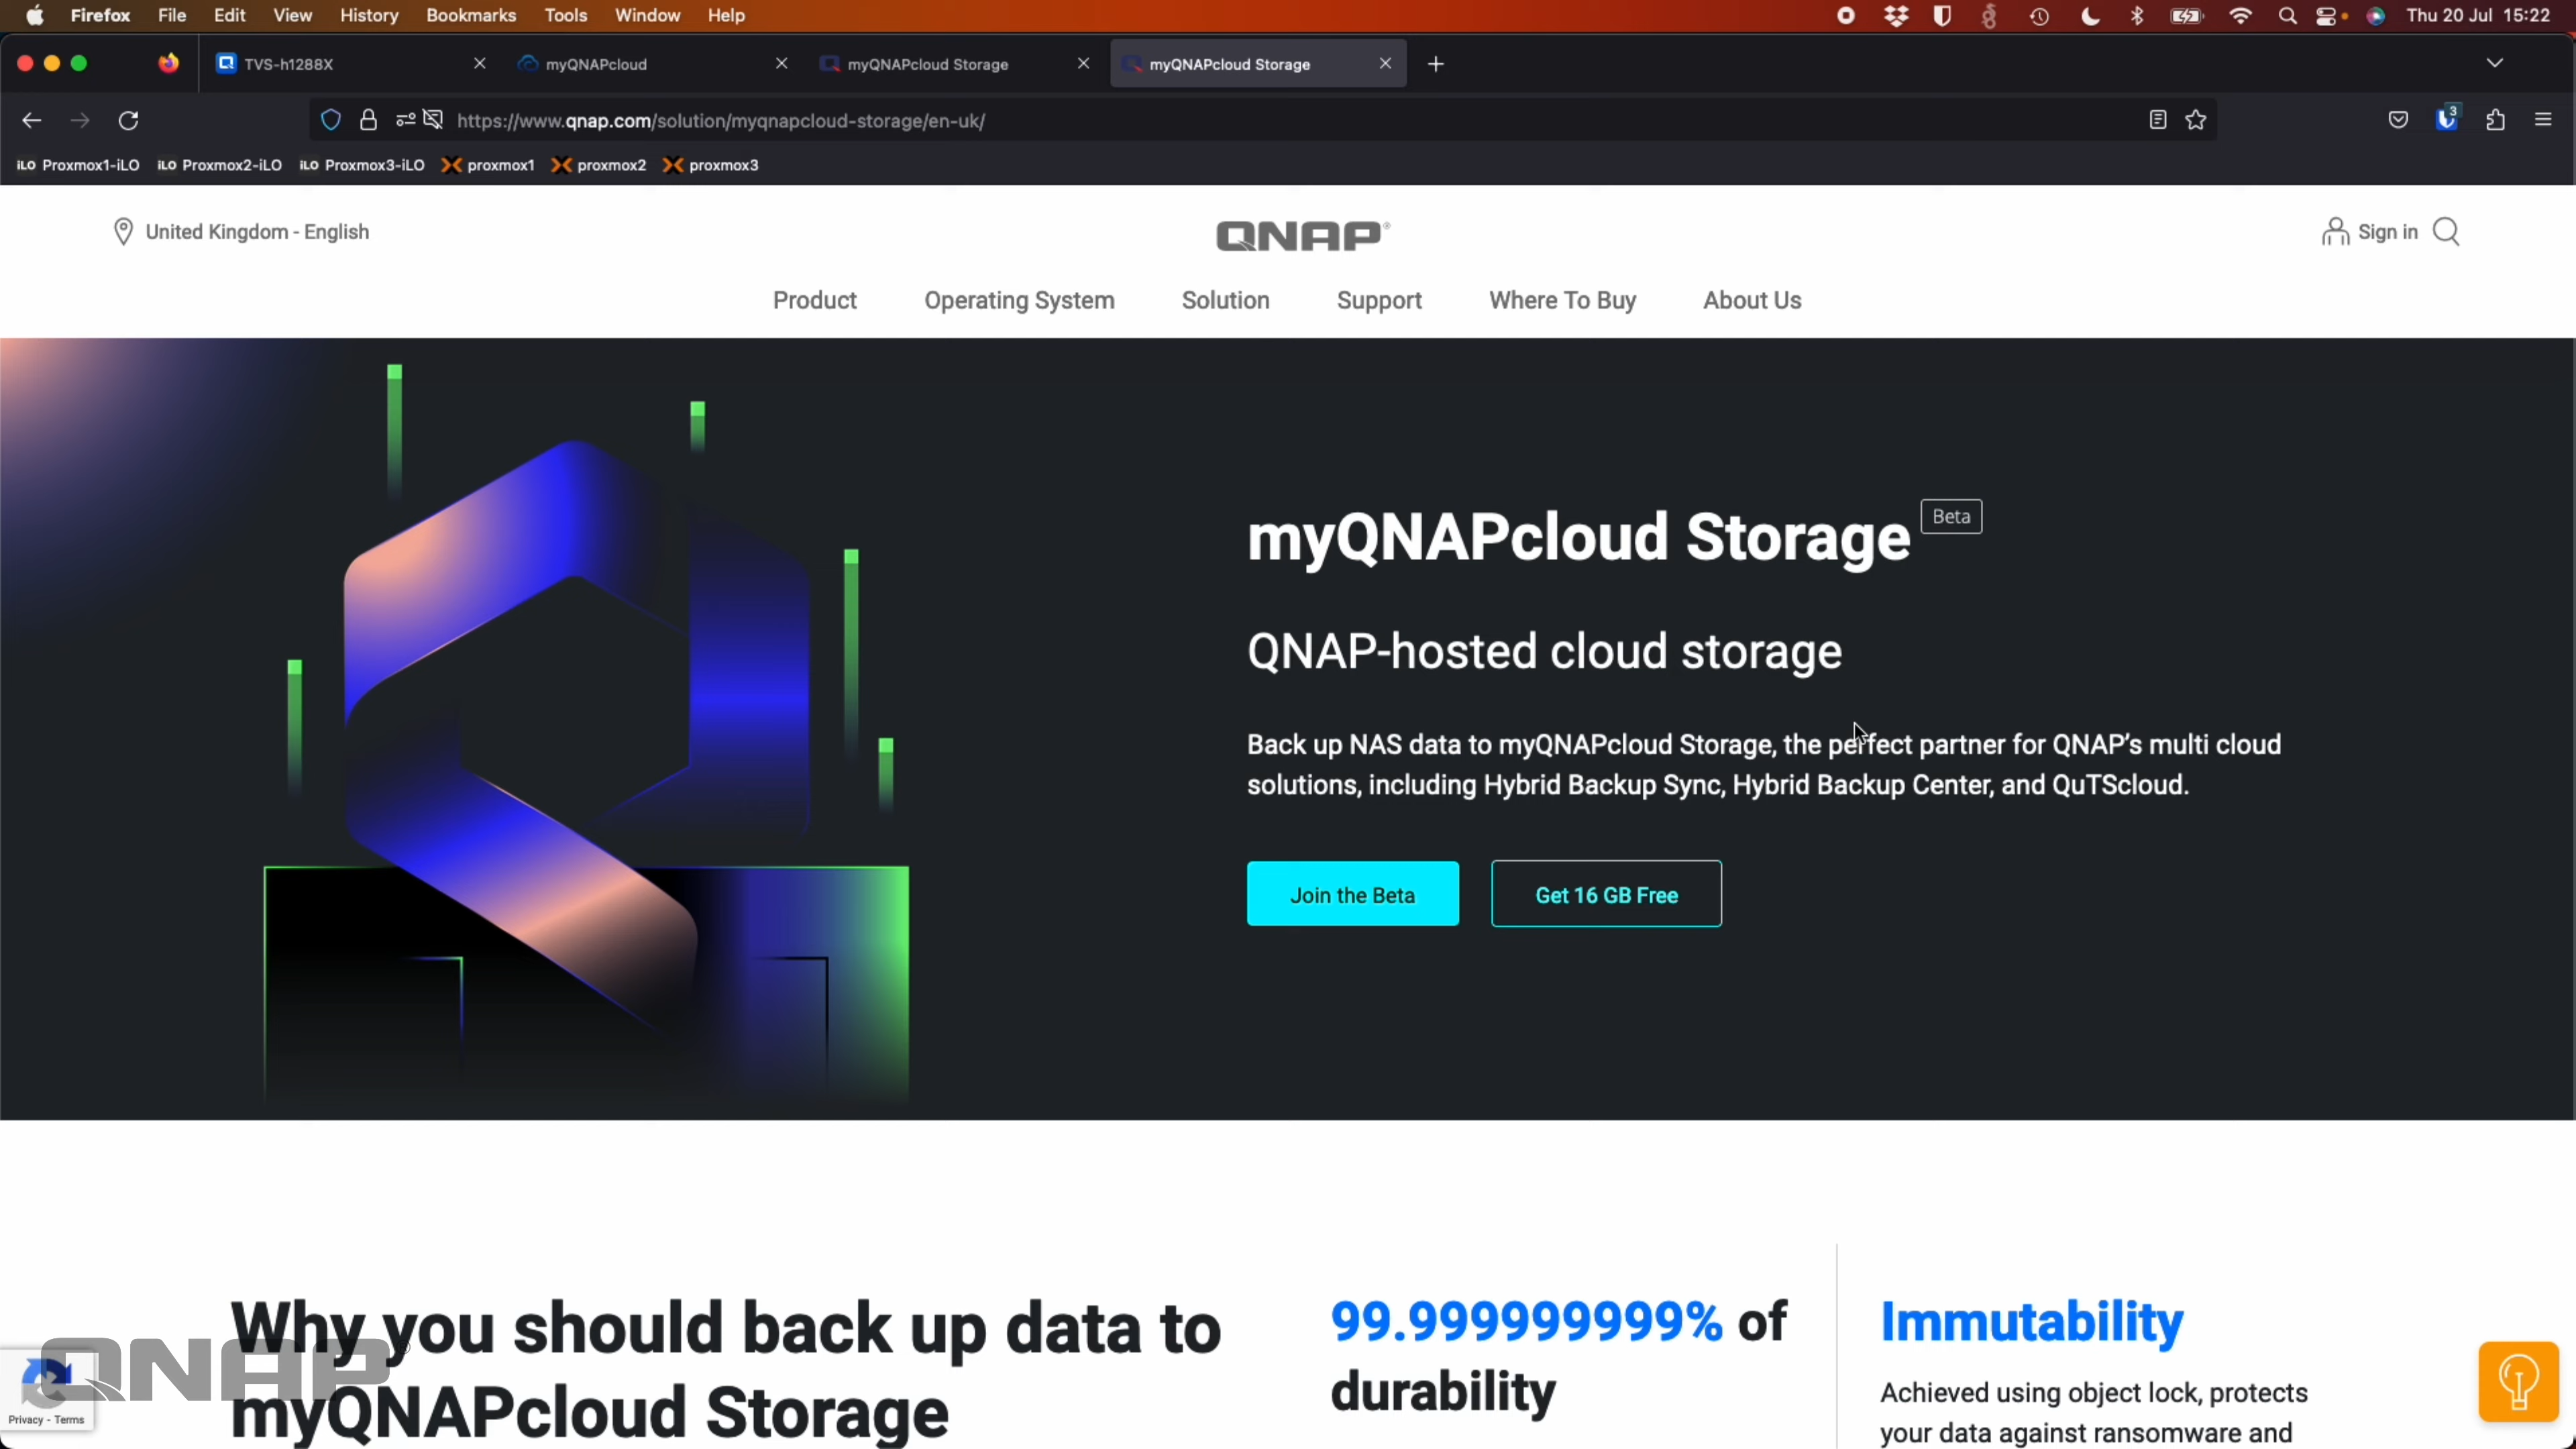 Firefox File Edit View History Bookmarks Tools Window Help Thu 20 Jul 15:22
TVS-h1288X myQNAPcloud myQNAPcloud Storage myQNAPcloud Storage
https://www.qnap.com/solution/myqnapcloud-storage/en-uk/ 3
iLO Proxmox1-iLO iLO Proxmox2-iLO iLO Proxmox3-iLO proxmox1 proxmox2 proxmox3
United Kingdom - English QNAP® Sign in
Product Operating System Solution Support Where To Buy About Us
myQNAPcloud Storage Beta
QNAP-hosted cloud storage
Back up NAS data to myQNAPcloud Storage, the perfect partner for QNAP’s multi cloud
solutions, including Hybrid Backup Sync, Hybrid Backup Center, and QuTScloud.
Join the Beta Get 16 GB Free
Why you should back up data to
myQNAPcloud Storage
99.999999999% of
durability
Immutability
Achieved using object lock, protects
your data against ransomware and
QNAP
Privacy - Terms